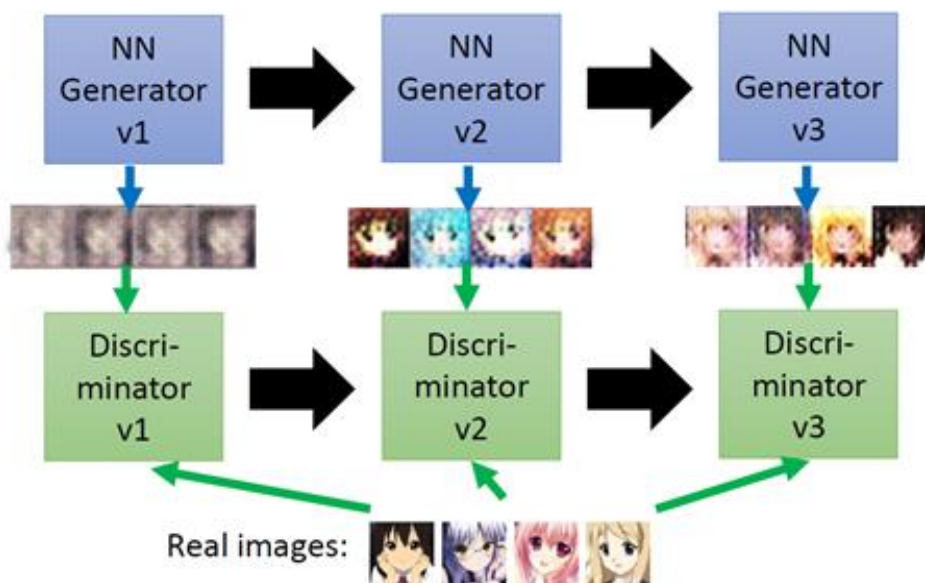 NN
Generator
v1
NN
Generator
v2
NN
Generator
v3
Discri-
minator
v1
Discri-
minator
v2
Discri-
minator
v3
Real images: